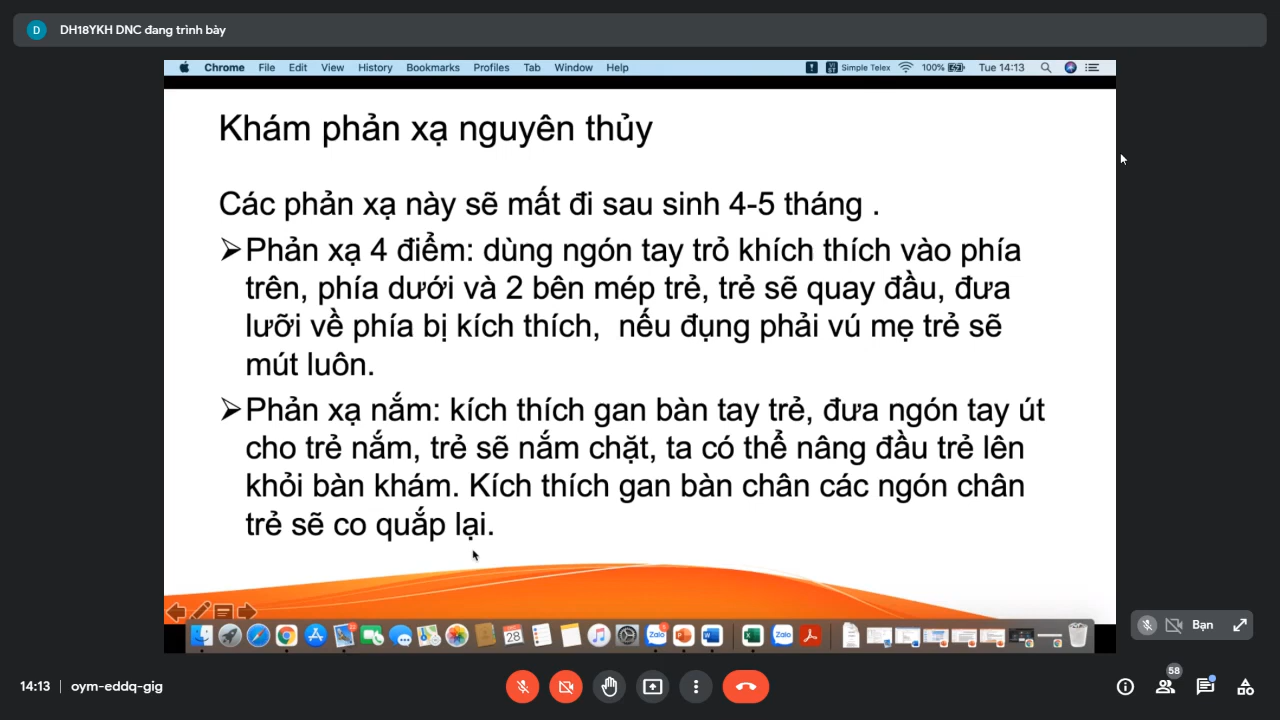 D DH18YKH DNC đang trình bày
Chrome File Edit View History Bookmarks Profiles Tab Window Help Simple Telex 100% Tue 14:13
Khám phản xạ nguyên thủy
Các phản xạ này sẽ mất đi sau sinh 4-5 tháng .
➢Phản xạ 4 điểm: dùng ngón tay trỏ khích thích vào phía
trên, phía dưới và 2 bên mép trẻ, trẻ sẽ quay đầu, đưa
lưỡi về phía bị kích thích, nếu đụng phải vú mẹ trẻ sẽ
mút luôn.
➢Phản xạ nắm: kích thích gan bàn tay trẻ, đưa ngón tay út
cho trẻ nắm, trẻ sẽ nắm chặt, ta có thể nâng đầu trẻ lên
khỏi bàn khám. Kích thích gan bàn chân các ngón chân
trẻ sẽ co quắp lại.
28 Zalo Zalo
Bạn
14:13 oym-eddq-gig
58